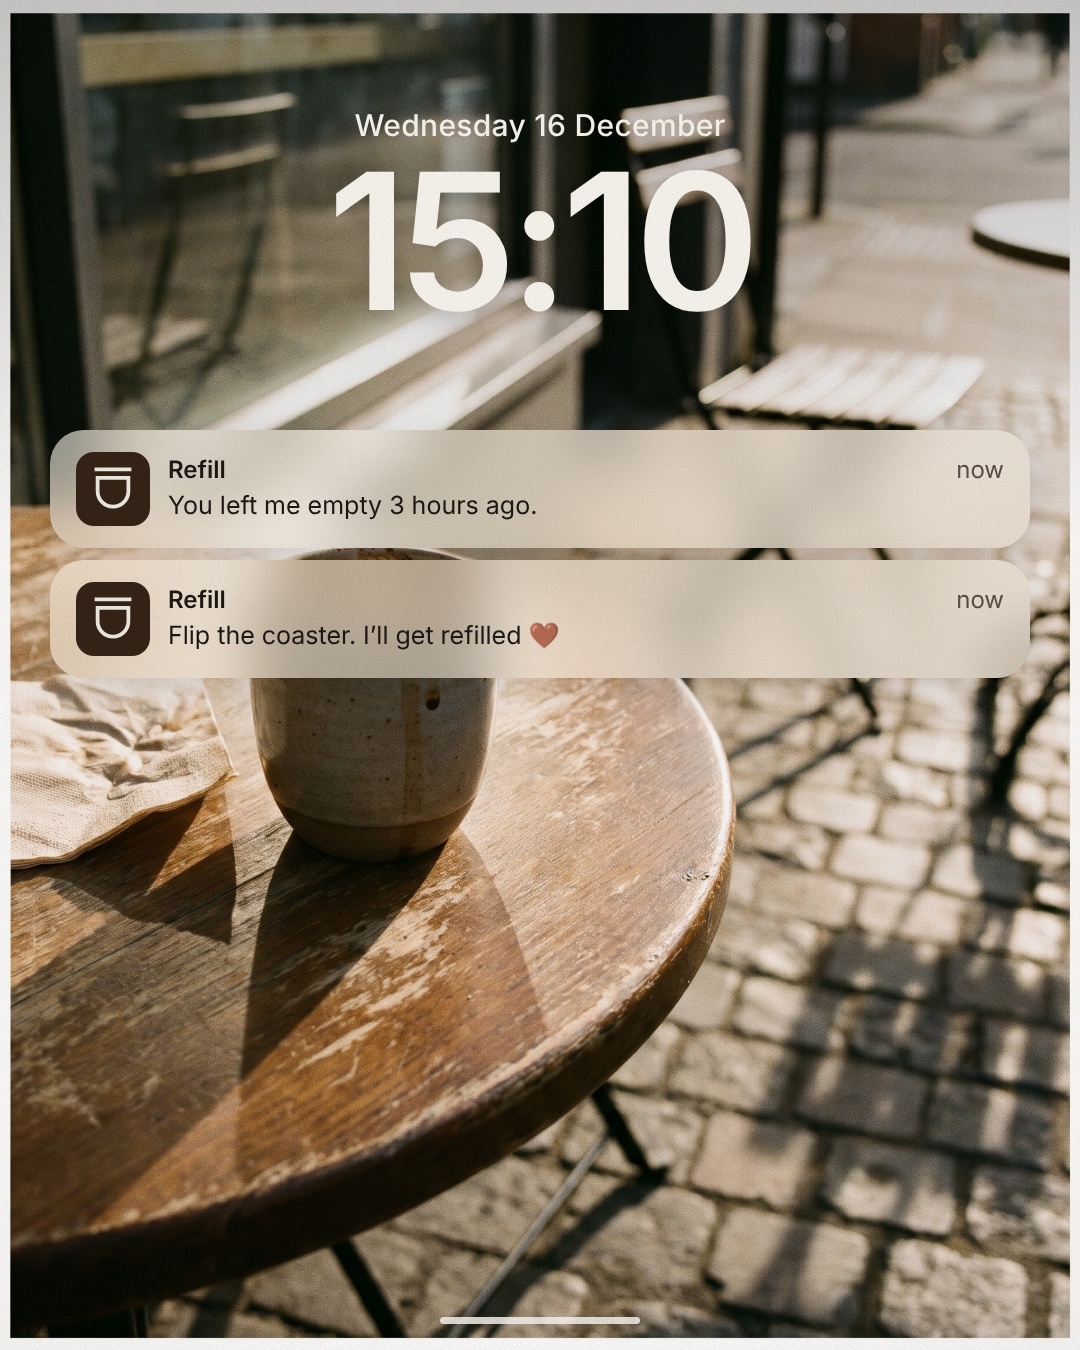 Wednesday 16 December
15:10
Refill
now
You left me empty 3 hours ago.
Refill
now
Flip the coaster. I’ll get refilled 🤎